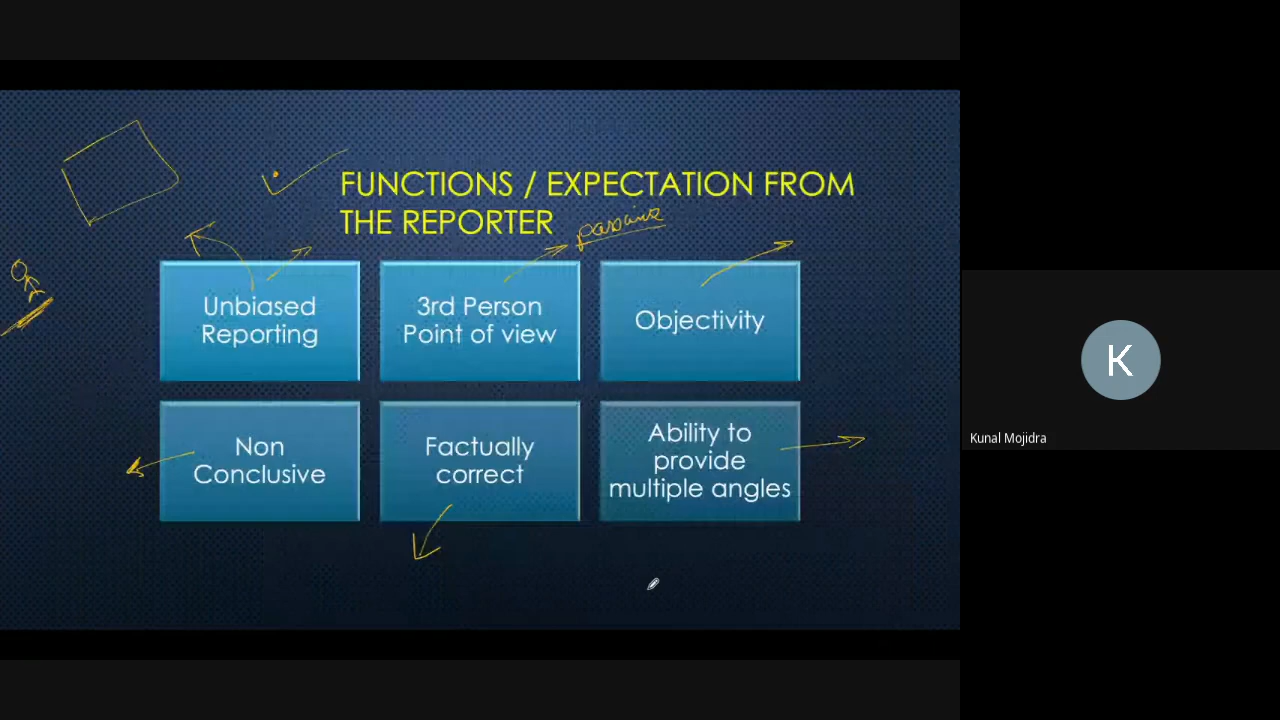 FUNCTIONS / EXPECTATION FROM
THE REPORTER
passive
Unbiased
Reporting
3rd Person
Point of view
Objectivity
Non
Conclusive
Factually
correct
Ability to
provide
multiple angles
K
Kunal Mojidra